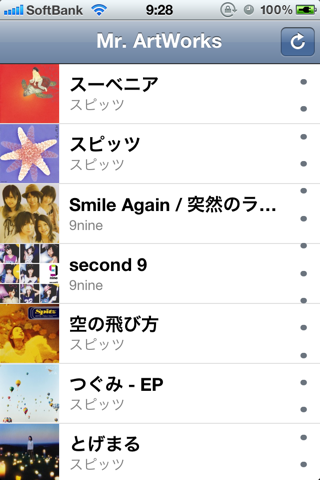 SoftBank 9:28 100%
Mr. ArtWorks
スーベニア
スピッツ
スピッツ
スピッツ
Smile Again / 突然のラ…
9nine
second 9
9nine
空の飛び方
スピッツ
つぐみ - EP
スピッツ
とげまる
スピッツ
9
Spitz